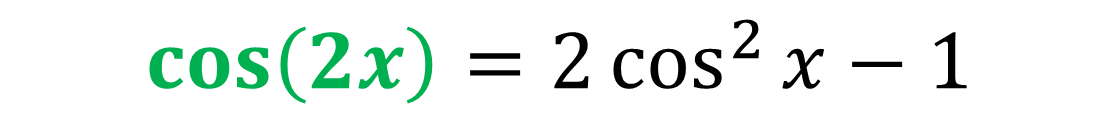 cos(2x) = 2 cos² x − 1